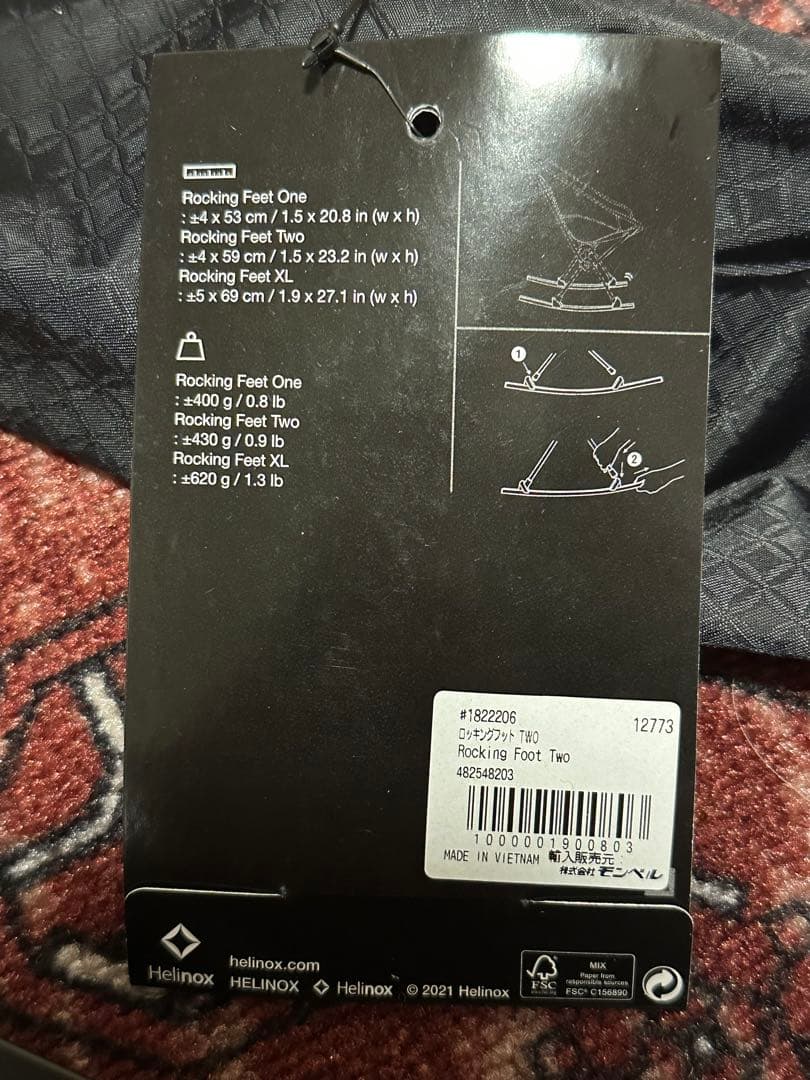 Rocking Feet One
: ±4 x 53 cm / 1.5 x 20.8 in (w x h)
Rocking Feet Two
: ±4 x 59 cm / 1.5 x 23.2 in (w x h)
Rocking Feet XL
: ±5 x 69 cm / 1.9 x 27.1 in (w x h)
Rocking Feet One
: ±400 g / 0.8 lb
Rocking Feet Two
: ±430 g / 0.9 lb
Rocking Feet XL
: ±620 g / 1.3 lb
1
2
#1822206 12773
ロッキングフット TWO
Rocking Foot Two
482548203
1000001900803
MADE IN VIETNAM 輸入販売元:
株式会社 モンベル
Helinox
helinox.com
HELINOX Helinox © 2021 Helinox
FSC
MIX
Paper from
responsible sources
FSC® C156890